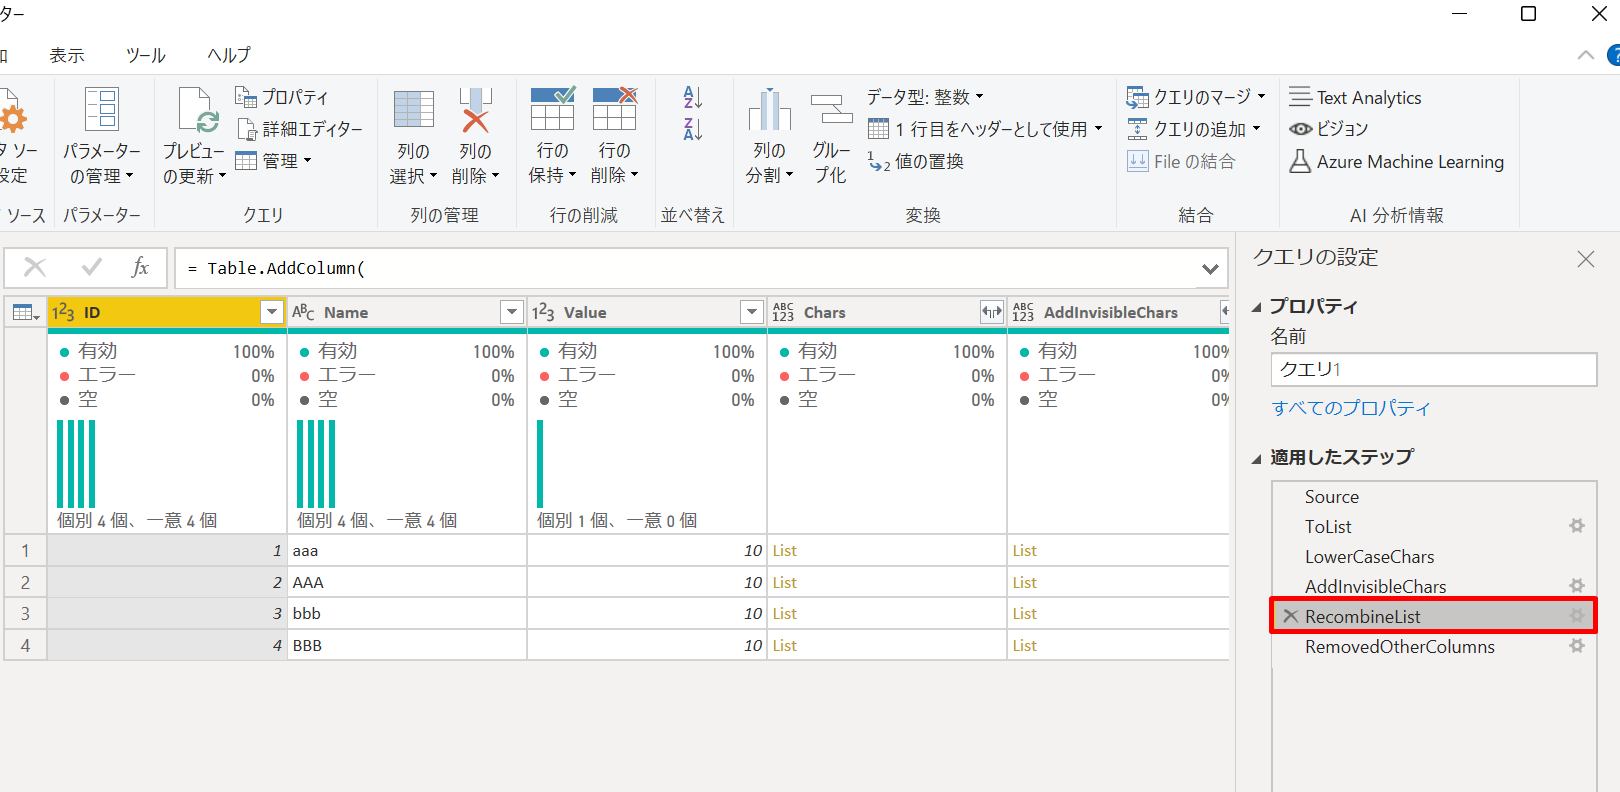 ター
加 表示 ツール ヘルプ
タ ソー
設定
ソース
パラメーター
の管理
パラメーター
プレビュー
の更新
プロパティ
詳細エディター
管理
クエリ
列の
選択
列の
削除
列の管理
行の
保持
行の
削除
行の削減
A
Z
Z
A
並べ替え
列の
分割
グルー
プ化
データ型: 整数
1 行目をヘッダーとして使用
1
2 値の置換
変換
クエリのマージ
クエリの追加
File の結合
結合
Text Analytics
ビジョン
Azure Machine Learning
AI 分析情報
fx = Table.AddColumn(
123 ID ABC Name 123 Value ABC 123 Chars ABC 123 AddInvisibleChars
有効 100% 有効 100% 有効 100% 有効 100% 有効 100%
エラー 0% エラー 0% エラー 0% エラー 0% エラー 0%
空 0% 空 0% 空 0% 空 0% 空 0%
個別 4 個、一意 4 個 個別 4 個、一意 4 個 個別 1 個、一意 0 個
1 1 aaa 10 List List
2 2 AAA 10 List List
3 3 bbb 10 List List
4 4 BBB 10 List List
クエリの設定
プロパティ
名前
クエリ1
すべてのプロパティ
適用したステップ
Source
ToList
LowerCaseChars
AddInvisibleChars
RecombineList
RemovedOtherColumns